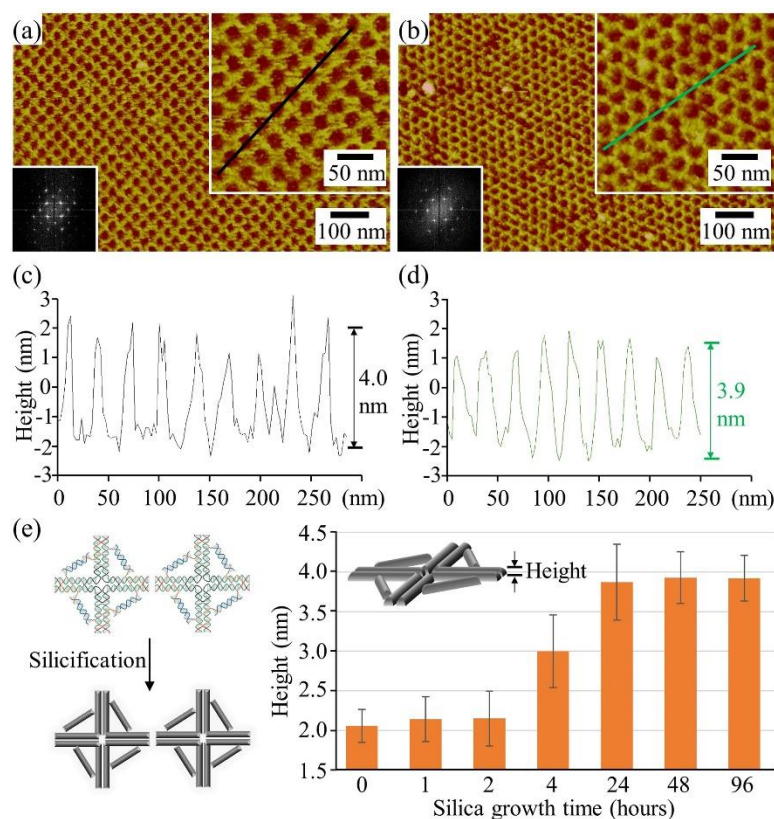 (a)
50 nm
100 nm
(b)
50 nm
100 nm
(c)
Height (nm)
3
2
1
0
-1
-2
-3
0 50 100 150 200 250 (nm)
4.0
nm
(d)
Height (nm)
3
2
1
0
-1
-2
-3
0 50 100 150 200 250 (nm)
3.9
nm
(e)
Silicification
Height (nm)
4.5
4.0
3.5
3.0
2.5
2.0
1.5
Height
0 1 2 4 24 48 96
Silica growth time (hours)